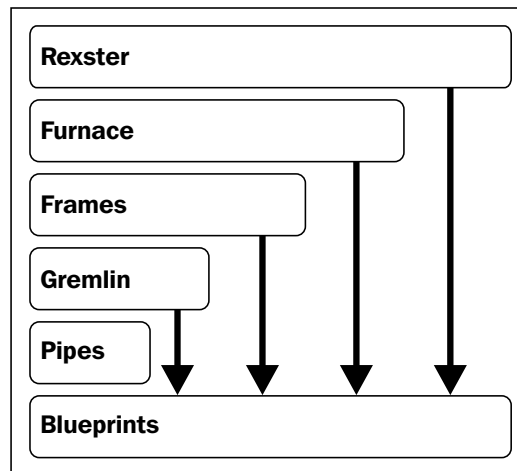 Rexster
Furnace
Frames
Gremlin
Pipes
Blueprints